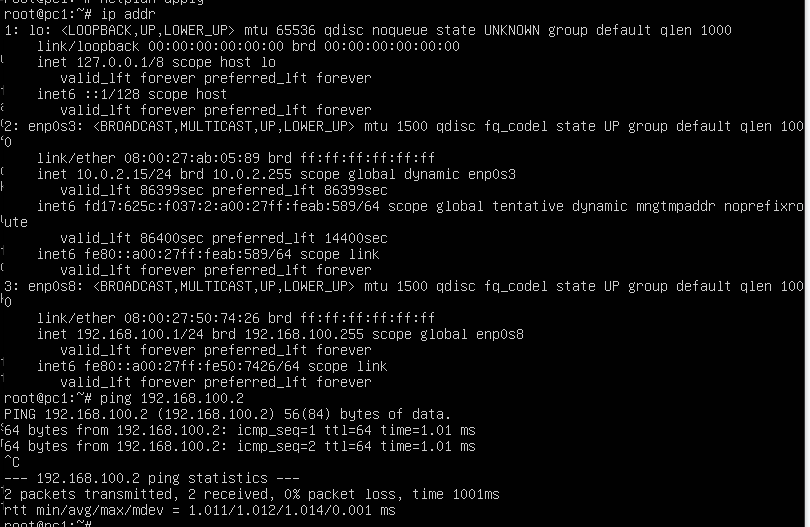 root@pc1:~# netplan apply
root@pc1:~# ip addr
1: lo: <LOOPBACK,UP,LOWER_UP> mtu 65536 qdisc noqueue state UNKNOWN group default qlen 1000
link/loopback 00:00:00:00:00:00 brd 00:00:00:00:00:00
inet 127.0.0.1/8 scope host lo
valid_lft forever preferred_lft forever
inet6 ::1/128 scope host
valid_lft forever preferred_lft forever
2: enp0s3: <BROADCAST,MULTICAST,UP,LOWER_UP> mtu 1500 qdisc fq_codel state UP group default qlen 100
0
link/ether 08:00:27:ab:05:89 brd ff:ff:ff:ff:ff:ff
inet 10.0.2.15/24 brd 10.0.2.255 scope global dynamic enp0s3
valid_lft 86399sec preferred_lft 86399sec
inet6 fd17:625c:f037:2:a00:27ff:feab:589/64 scope global tentative dynamic mngtmpaddr noprefixro
ute
valid_lft 86400sec preferred_lft 14400sec
inet6 fe80::a00:27ff:feab:589/64 scope link
valid_lft forever preferred_lft forever
3: enp0s8: <BROADCAST,MULTICAST,UP,LOWER_UP> mtu 1500 qdisc fq_codel state UP group default qlen 100
0
link/ether 08:00:27:50:74:26 brd ff:ff:ff:ff:ff:ff
inet 192.168.100.1/24 brd 192.168.100.255 scope global enp0s8
valid_lft forever preferred_lft forever
inet6 fe80::a00:27ff:fe50:7426/64 scope link
valid_lft forever preferred_lft forever
root@pc1:~# ping 192.168.100.2
PING 192.168.100.2 (192.168.100.2) 56(84) bytes of data.
64 bytes from 192.168.100.2: icmp_seq=1 ttl=64 time=1.01 ms
64 bytes from 192.168.100.2: icmp_seq=2 ttl=64 time=1.01 ms
^C
--- 192.168.100.2 ping statistics ---
2 packets transmitted, 2 received, 0% packet loss, time 1001ms
rtt min/avg/max/mdev = 1.011/1.012/1.014/0.001 ms
root@pc1:~#